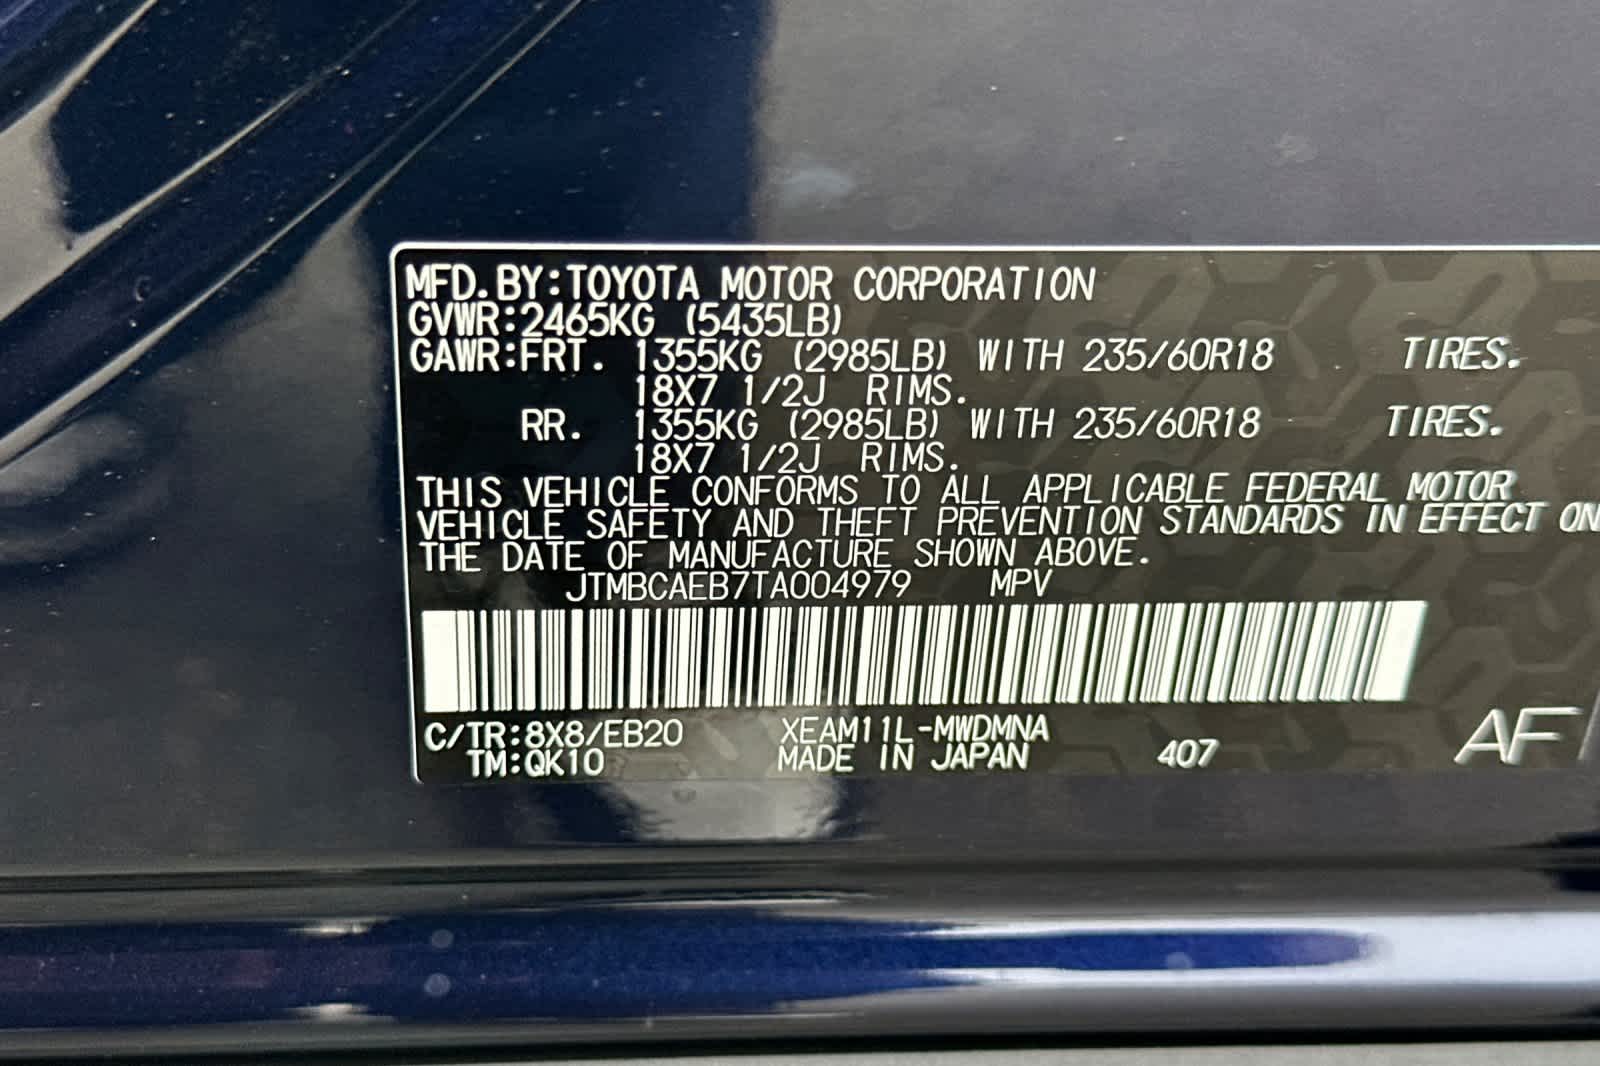 MFD.BY:TOYOTA MOTOR CORPORATION
GVWR:2465KG (5435LB)
GAWR:FRT. 1355KG (2985LB) WITH 235/60R18 TIRES.
18X7 1/2J RIMS.
RR. 1355KG (2985LB) WITH 235/60R18 TIRES.
18X7 1/2J RIMS.
THIS VEHICLE CONFORMS TO ALL APPLICABLE FEDERAL MOTOR
VEHICLE SAFETY AND THEFT PREVENTION STANDARDS IN EFFECT ON
THE DATE OF MANUFACTURE SHOWN ABOVE.
JTMBCAEB7TA004979 MPV
C/TR:8X8/EB20 XEAM11L-MWDMNA
TM:QK10 MADE IN JAPAN 407 AF